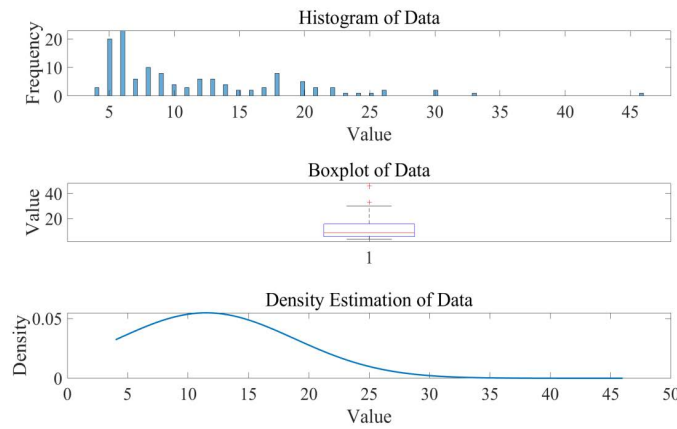 Histogram of Data
Frequency
20
10
0
5 10 15 20 25 30 35 40 45
Value
Boxplot of Data
Value
40
20
1
Density Estimation of Data
Density
0.05
0
0 5 10 15 20 25 30 35 40 45 50
Value